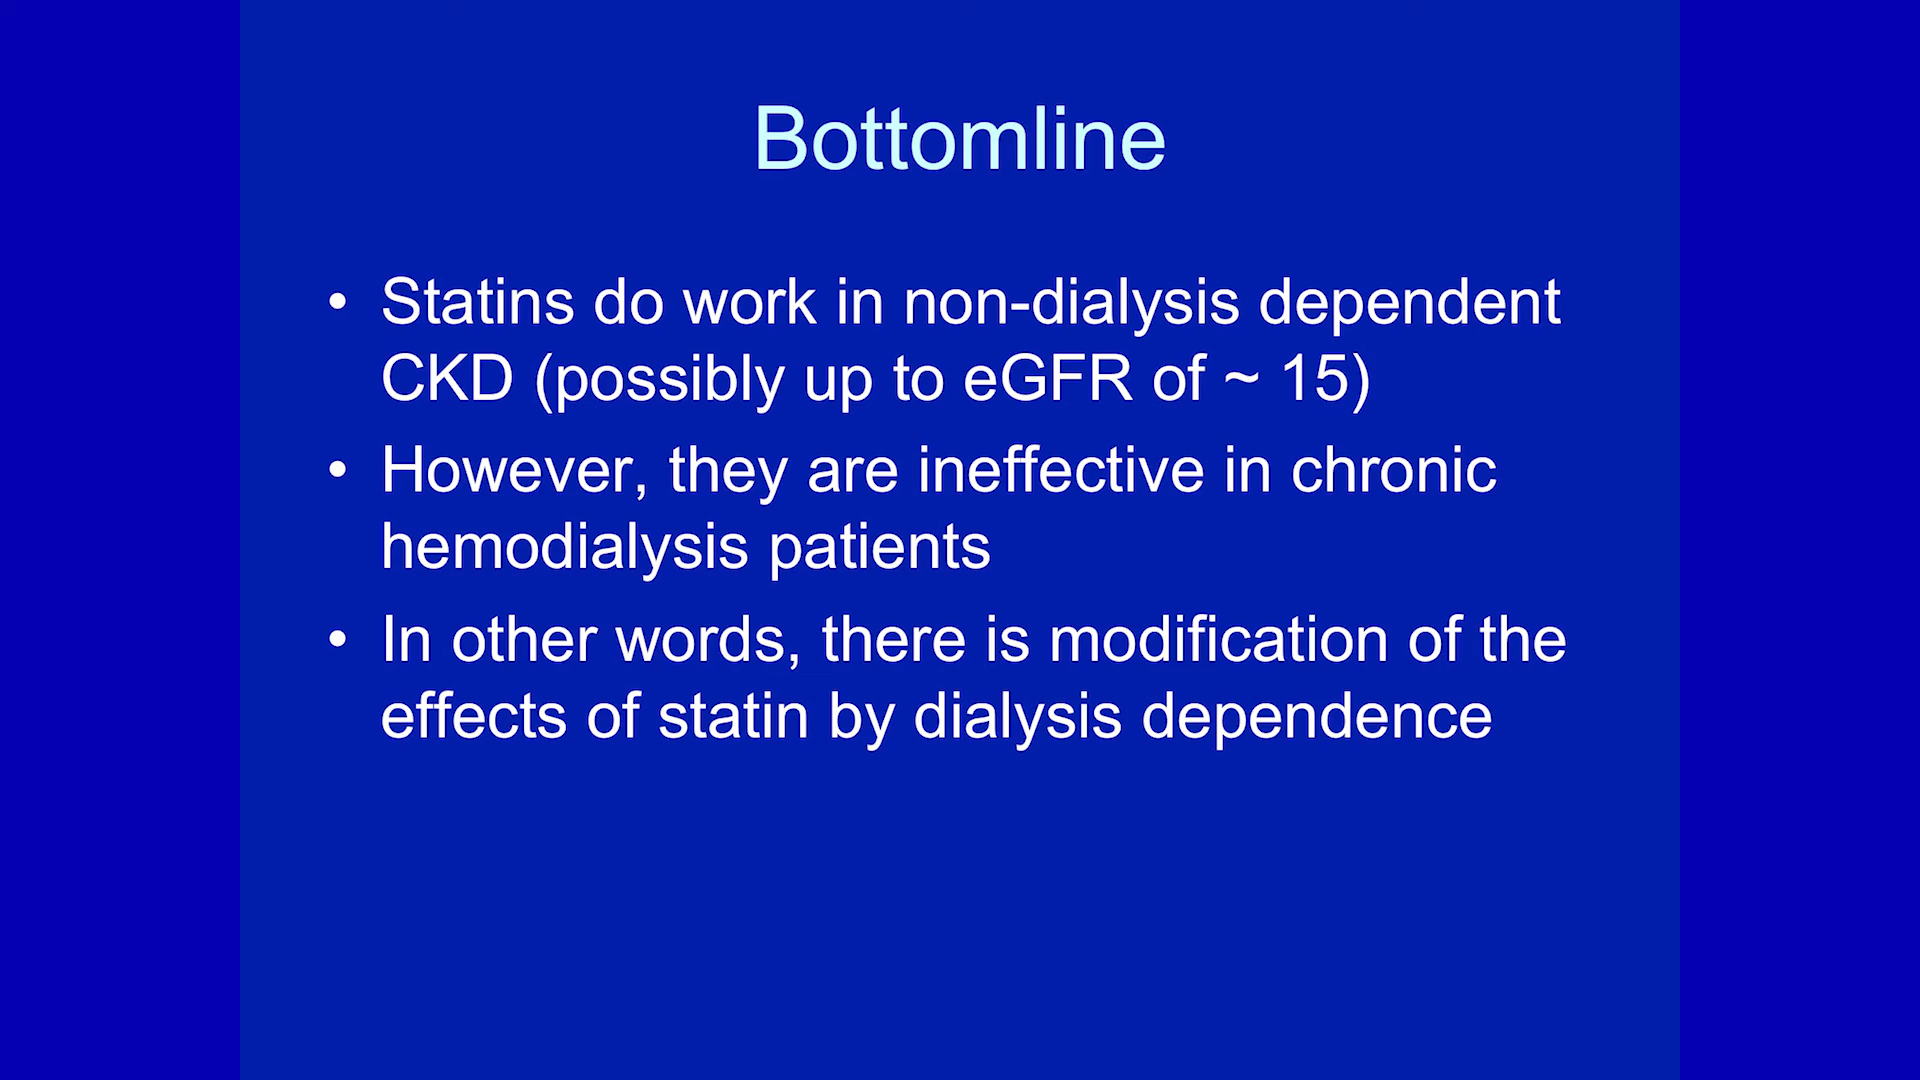 Bottomline
• Statins do work in non-dialysis dependent
CKD (possibly up to eGFR of ~ 15)
• However, they are ineffective in chronic
hemodialysis patients
• In other words, there is modification of the
effects of statin by dialysis dependence